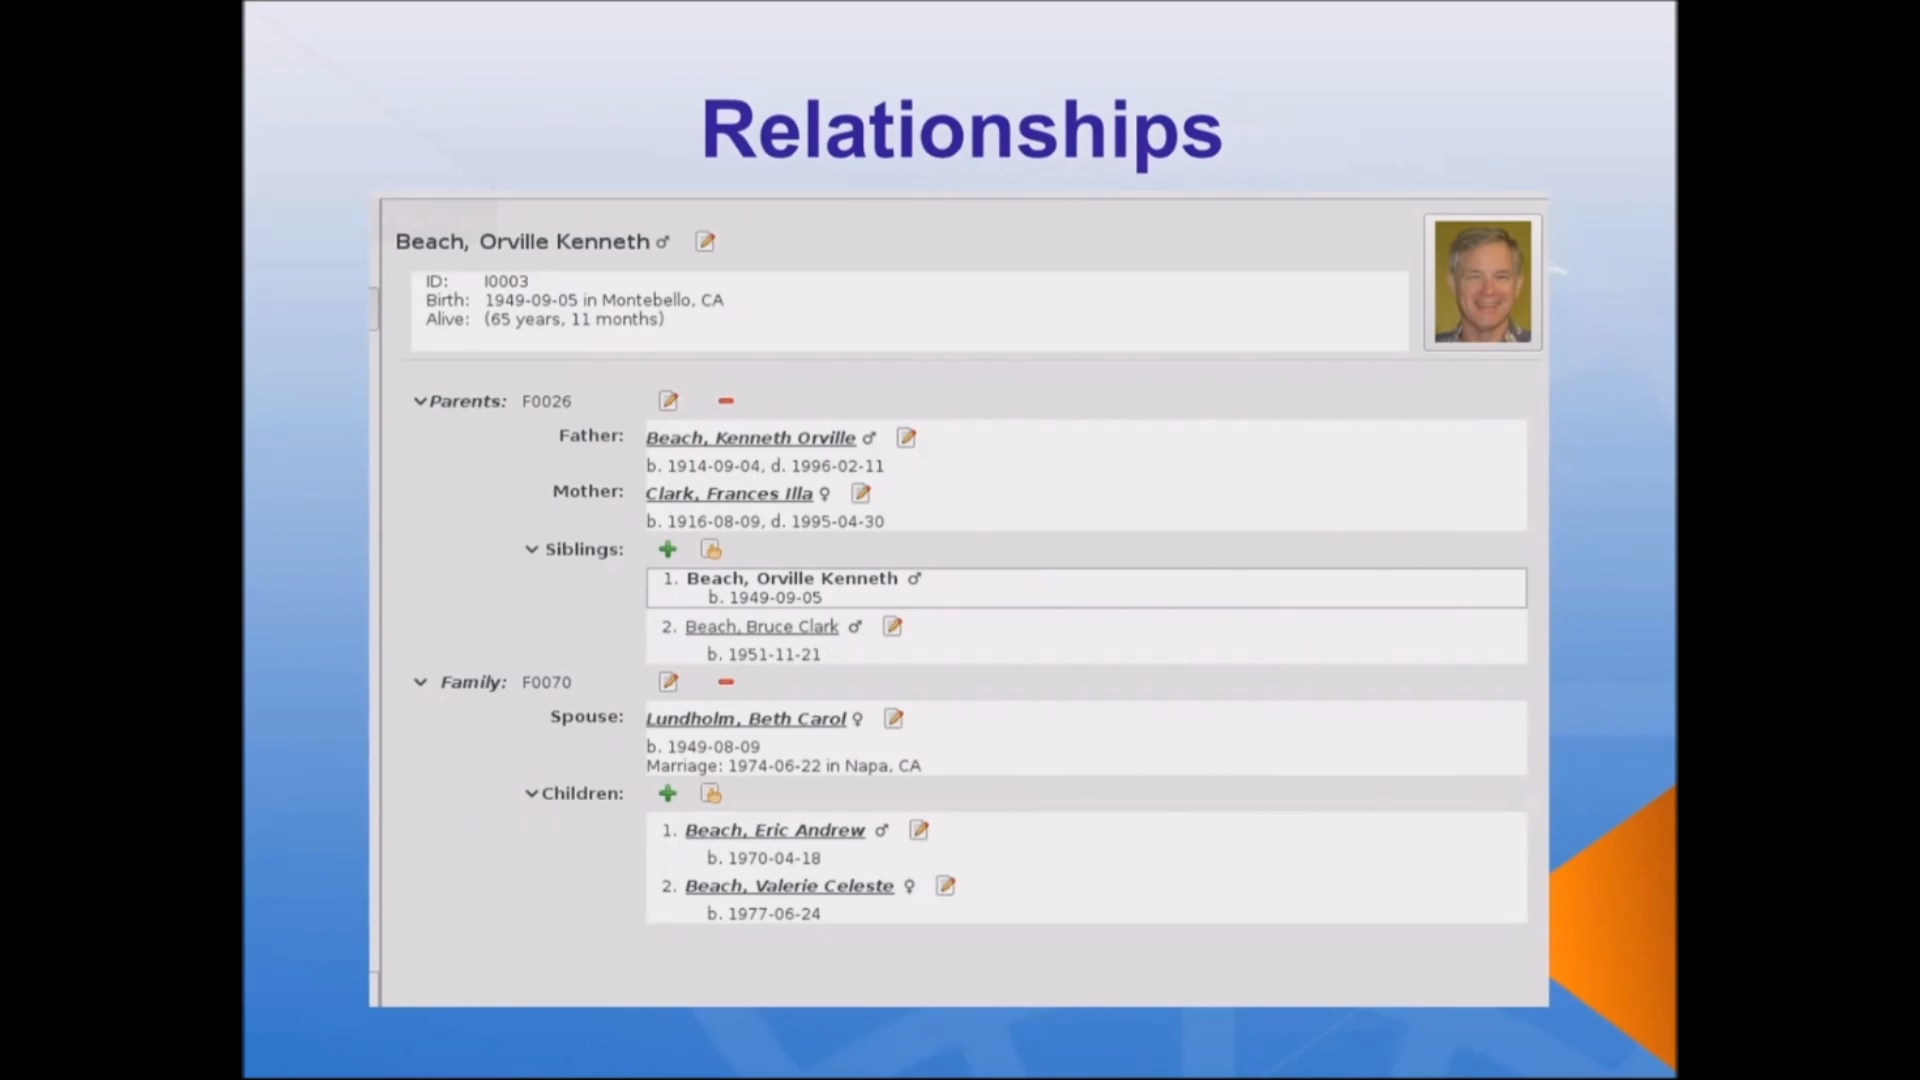 Relationships
Beach, Orville Kenneth ♂
ID: I0003
Birth: 1949-09-05 in Montebello, CA
Alive: (65 years, 11 months)
Parents: F0026
Father: Beach, Kenneth Orville ♂
b. 1914-09-04, d. 1996-02-11
Mother: Clark, Frances Illa ♀
b. 1916-08-09, d. 1995-04-30
Siblings:
1. Beach, Orville Kenneth ♂
b. 1949-09-05
2. Beach, Bruce Clark ♂
b. 1951-11-21
Family: F0070
Spouse: Lundholm, Beth Carol ♀
b. 1949-08-09
Marriage: 1974-06-22 in Napa, CA
Children:
1. Beach, Eric Andrew ♂
b. 1970-04-18
2. Beach, Valerie Celeste ♀
b. 1977-06-24